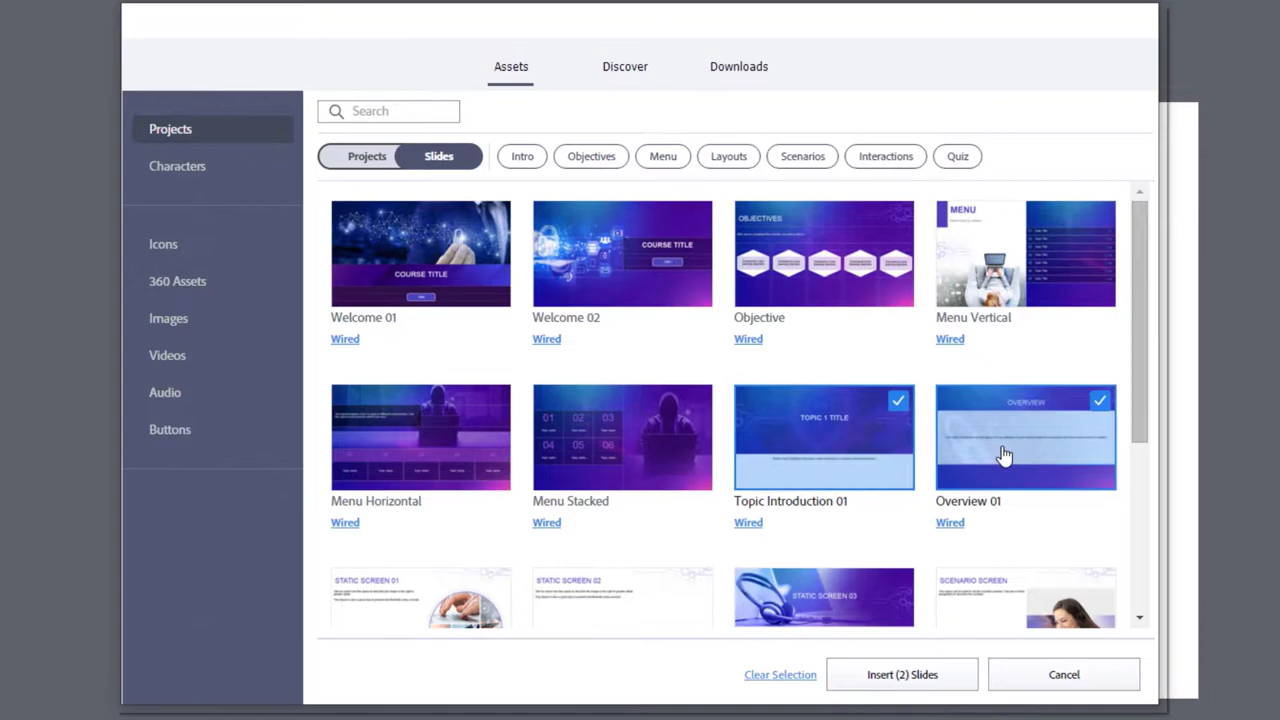 Assets
Discover
Downloads
Projects
Characters
Icons
360 Assets
Images
Videos
Audio
Buttons
Search
Projects
Slides
Intro
Objectives
Menu
Layouts
Scenarios
Interactions
Quiz
COURSE TITLE
Welcome 01
Wired
COURSE TITLE
Welcome 02
Wired
OBJECTIVES
Objective
Wired
MENU
Menu Vertical
Wired
Menu Horizontal
Wired
01 02 03
04 05 06
Menu Stacked
Wired
TOPIC 1 TITLE
Topic Introduction 01
Wired
OVERVIEW
Overview 01
Wired
STATIC SCREEN 01
STATIC SCREEN 02
STATIC SCREEN 03
SCENARIO SCREEN
Clear Selection
Insert (2) Slides
Cancel